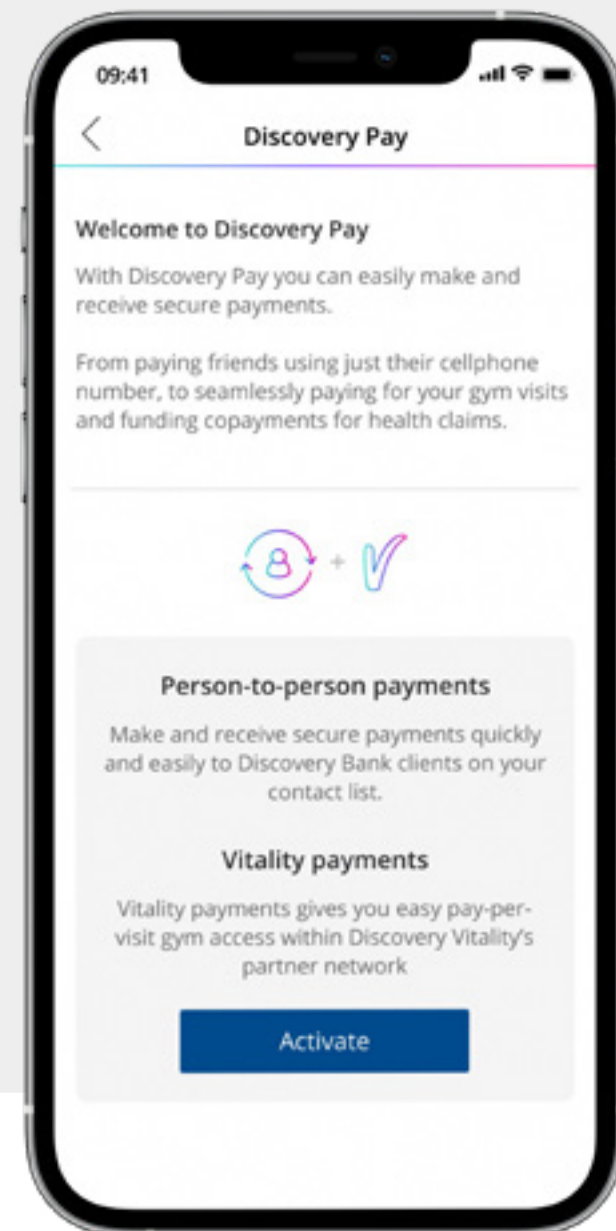 09:41
Discovery Pay
Welcome to Discovery Pay
With Discovery Pay you can easily make and
receive secure payments.
From paying friends using just their cellphone
number, to seamlessly paying for your gym visits
and funding copayments for health claims.
+
Person-to-person payments
Make and receive secure payments quickly
and easily to Discovery Bank clients on your
contact list.
Vitality payments
Vitality payments gives you easy pay-per-
visit gym access within Discovery Vitality's
partner network
Activate